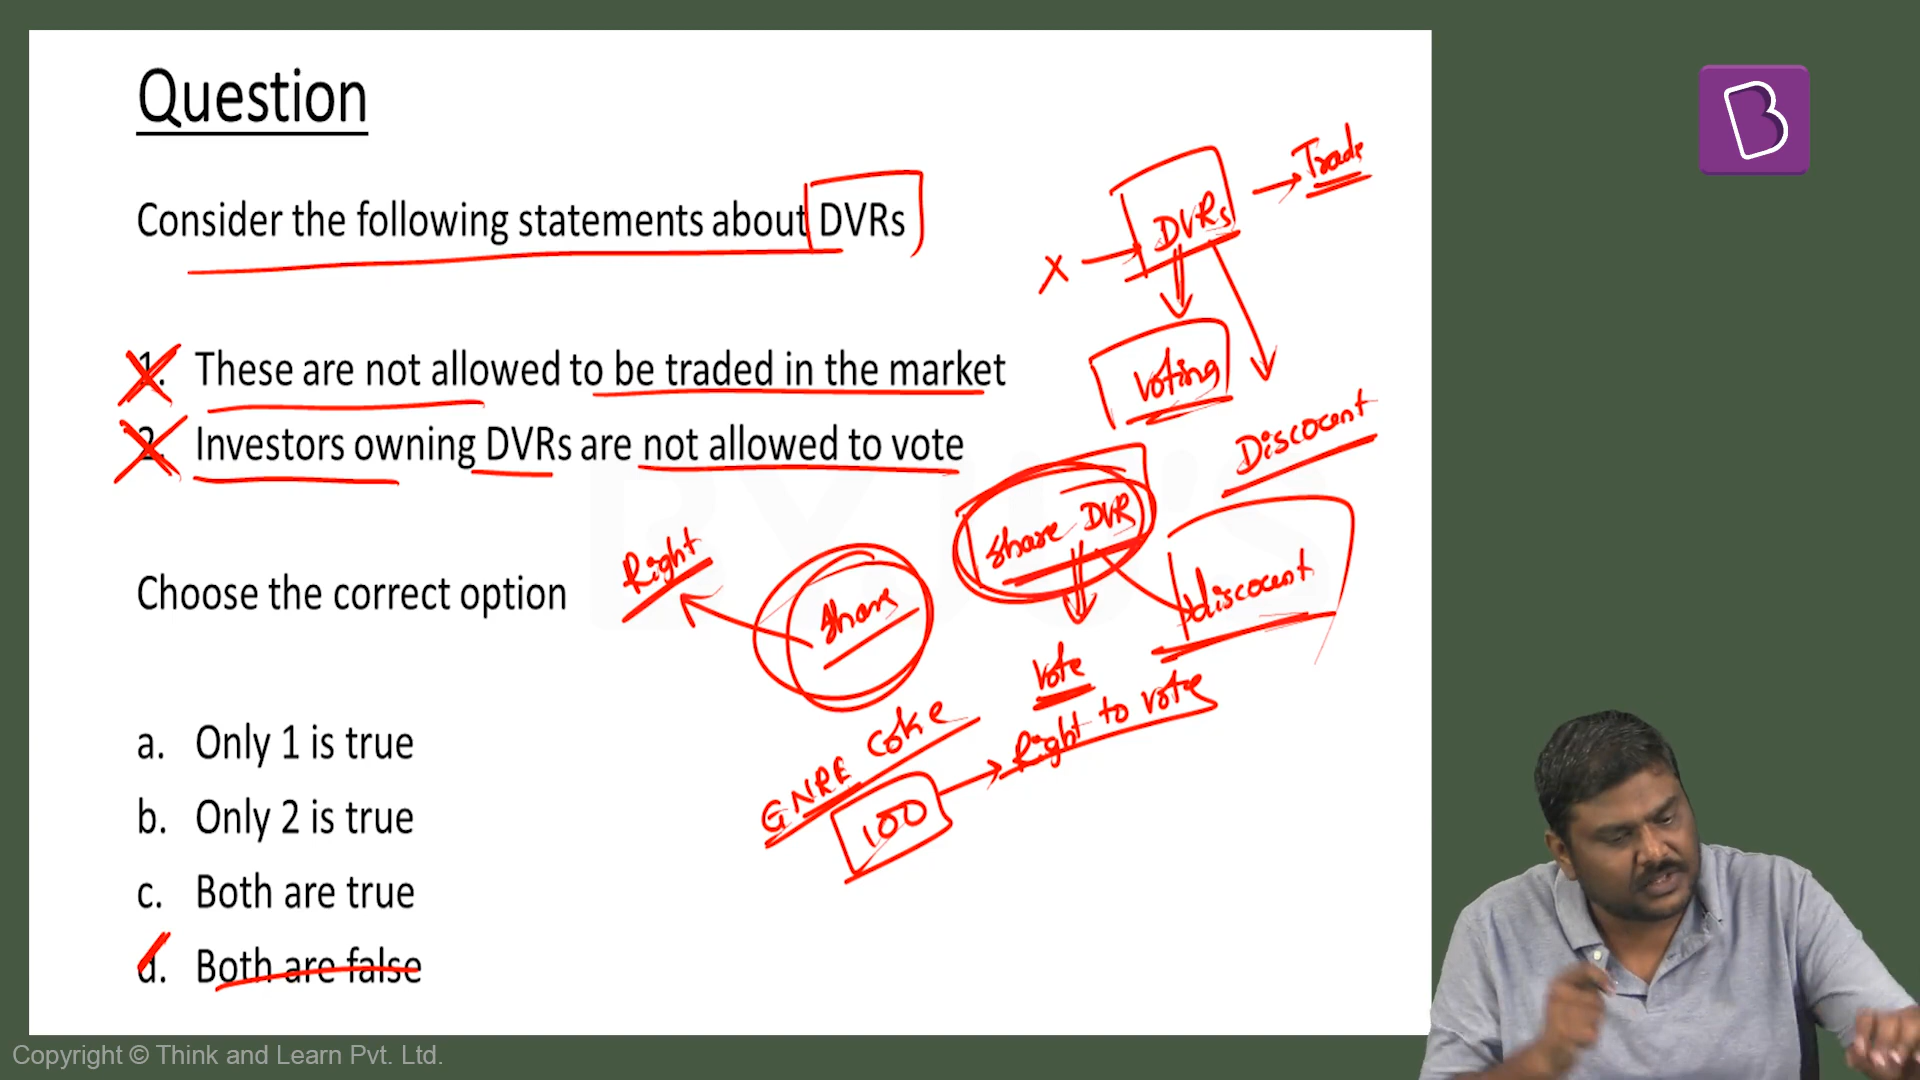 Question
Consider the following statements about DVRs
1. These are not allowed to be traded in the market
2. Investors owning DVRs are not allowed to vote
Choose the correct option
a. Only 1 is true
b. Only 2 is true
c. Both are true
d. Both are false
X
DVRs
Trade
Voting
Discount
Share DVR
discount
Right
Share
Vote
Right to vote
GNRE Coke
100
B
Copyright © Think and Learn Pvt. Ltd.